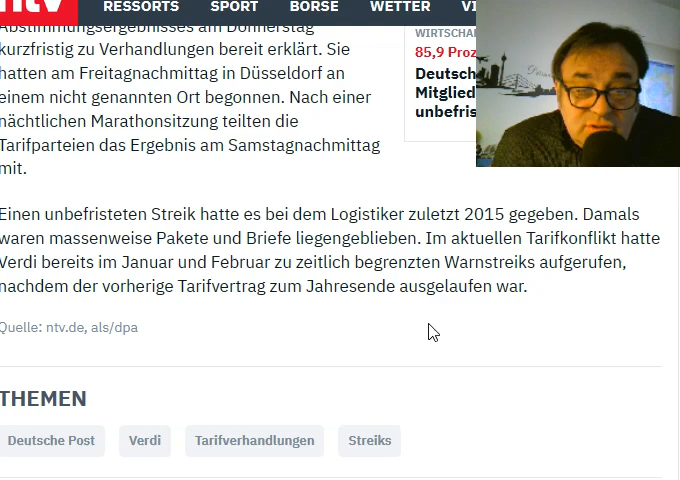 ntv
RESSORTS SPORT BÖRSE WETTER
Abstimmungsergebnisses am Donnerstag
kurzfristig zu Verhandlungen bereit erklärt. Sie
hatten am Freitagnachmittag in Düsseldorf an
einem nicht genannten Ort begonnen. Nach einer
nächtlichen Marathonsitzung teilten die
Tarifparteien das Ergebnis am Samstagnachmittag
mit.
85,9
Mitglied
Einen unbefristeten Streik hatte es bei dem Logistiker zuletzt 2015 gegeben. Damals
waren massenweise Pakete und Briefe liegengeblieben. Im aktuellen Tarifkonflikt hatte
Verdi bereits im Januar und Februar zu zeitlich begrenzten Warnstreiks aufgerufen,
nachdem der vorherige Tarifvertrag zum Jahresende ausgelaufen war.
Quelle: ntv.de, als/dpa
THEMEN
Deutsche Post Verdi Tarifverhandlungen Streiks